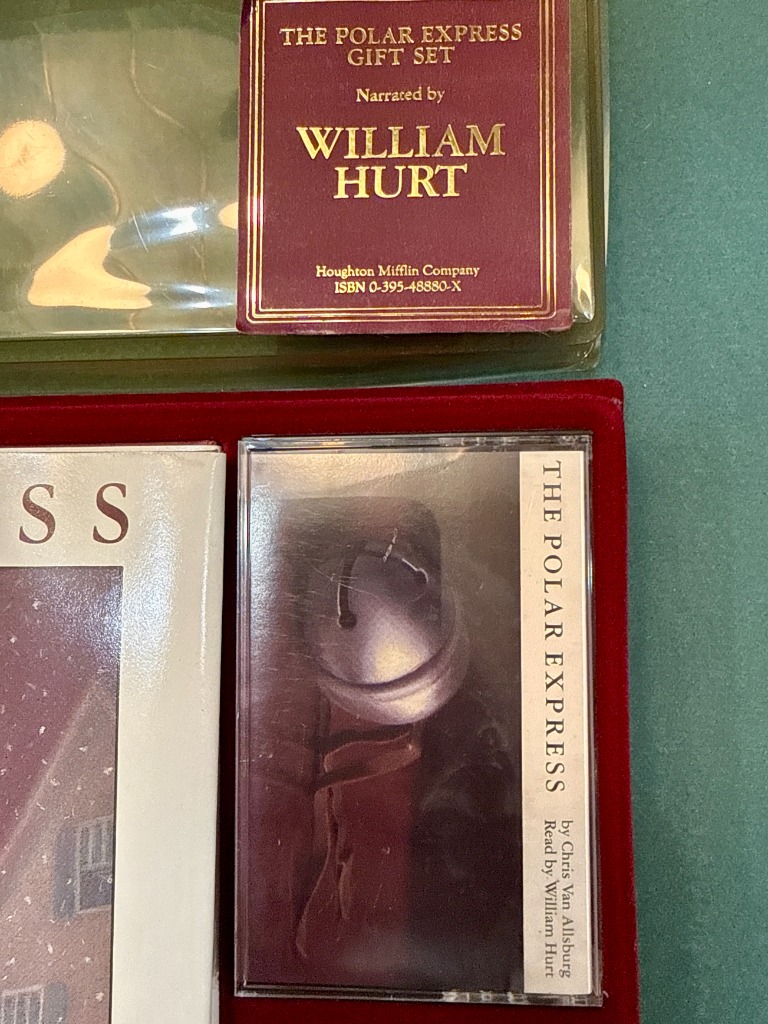 THE POLAR EXPRESS
GIFT SET
Narrated by
WILLIAM
HURT
Houghton Mifflin Company
ISBN 0-395-48880-X
SS
THE POLAR EXPRESS
by Chris Van Allsburg
Read by William Hurt